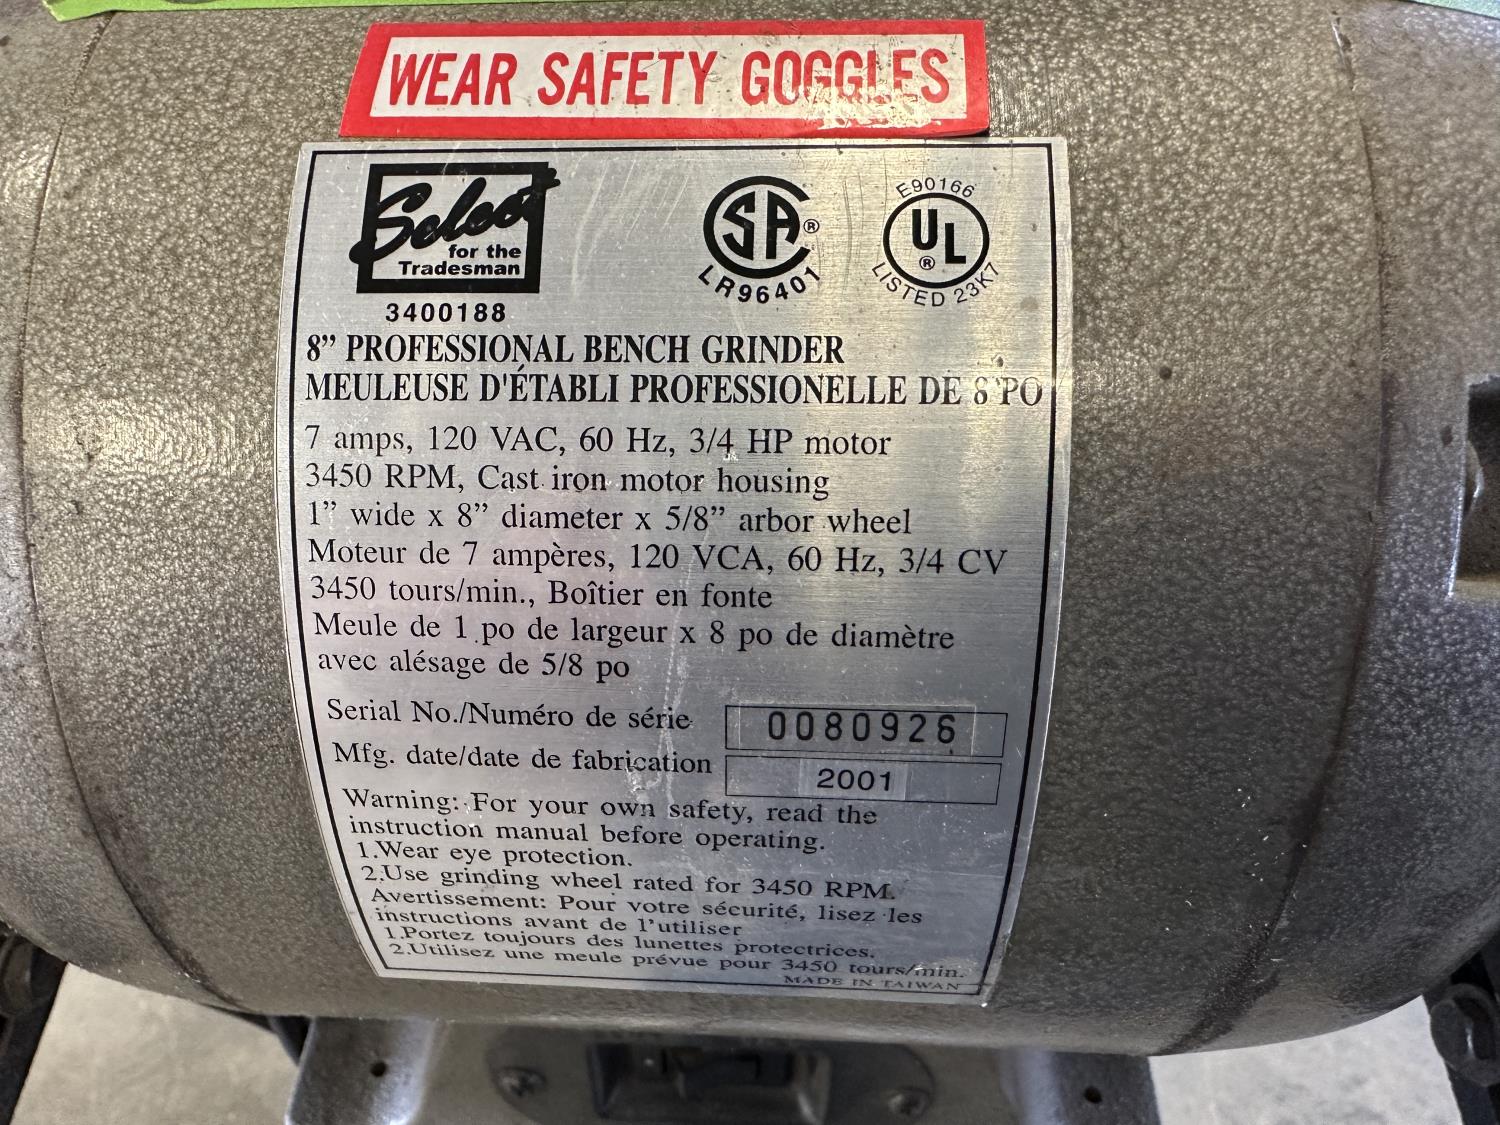 WEAR SAFETY GOGGLES
Select
for the
Tradesman
3400188
SA ®
LR96401
E90166
UL
®
LISTED 23K7
8” PROFESSIONAL BENCH GRINDER
MEULEUSE D'ÉTABLI PROFESSIONELLE DE 8 PO
7 amps, 120 VAC, 60 Hz, 3/4 HP motor
3450 RPM, Cast iron motor housing
1” wide x 8” diameter x 5/8” arbor wheel
Moteur de 7 ampères, 120 VCA, 60 Hz, 3/4 CV
3450 tours/min., Boîtier en fonte
Meule de 1 po de largeur x 8 po de diamètre
avec alésage de 5/8 po
Serial No./Numéro de série 0080926
Mfg. date/date de fabrication 2001
Warning: For your own safety, read the
instruction manual before operating.
1.Wear eye protection.
2.Use grinding wheel rated for 3450 RPM.
Avertissement: Pour votre sécurité, lisez les
instructions avant de l’utiliser
1.Portez toujours des lunettes protectrices.
2.Utilisez une meule prévue pour 3450 tours/min.
MADE IN TAIWAN